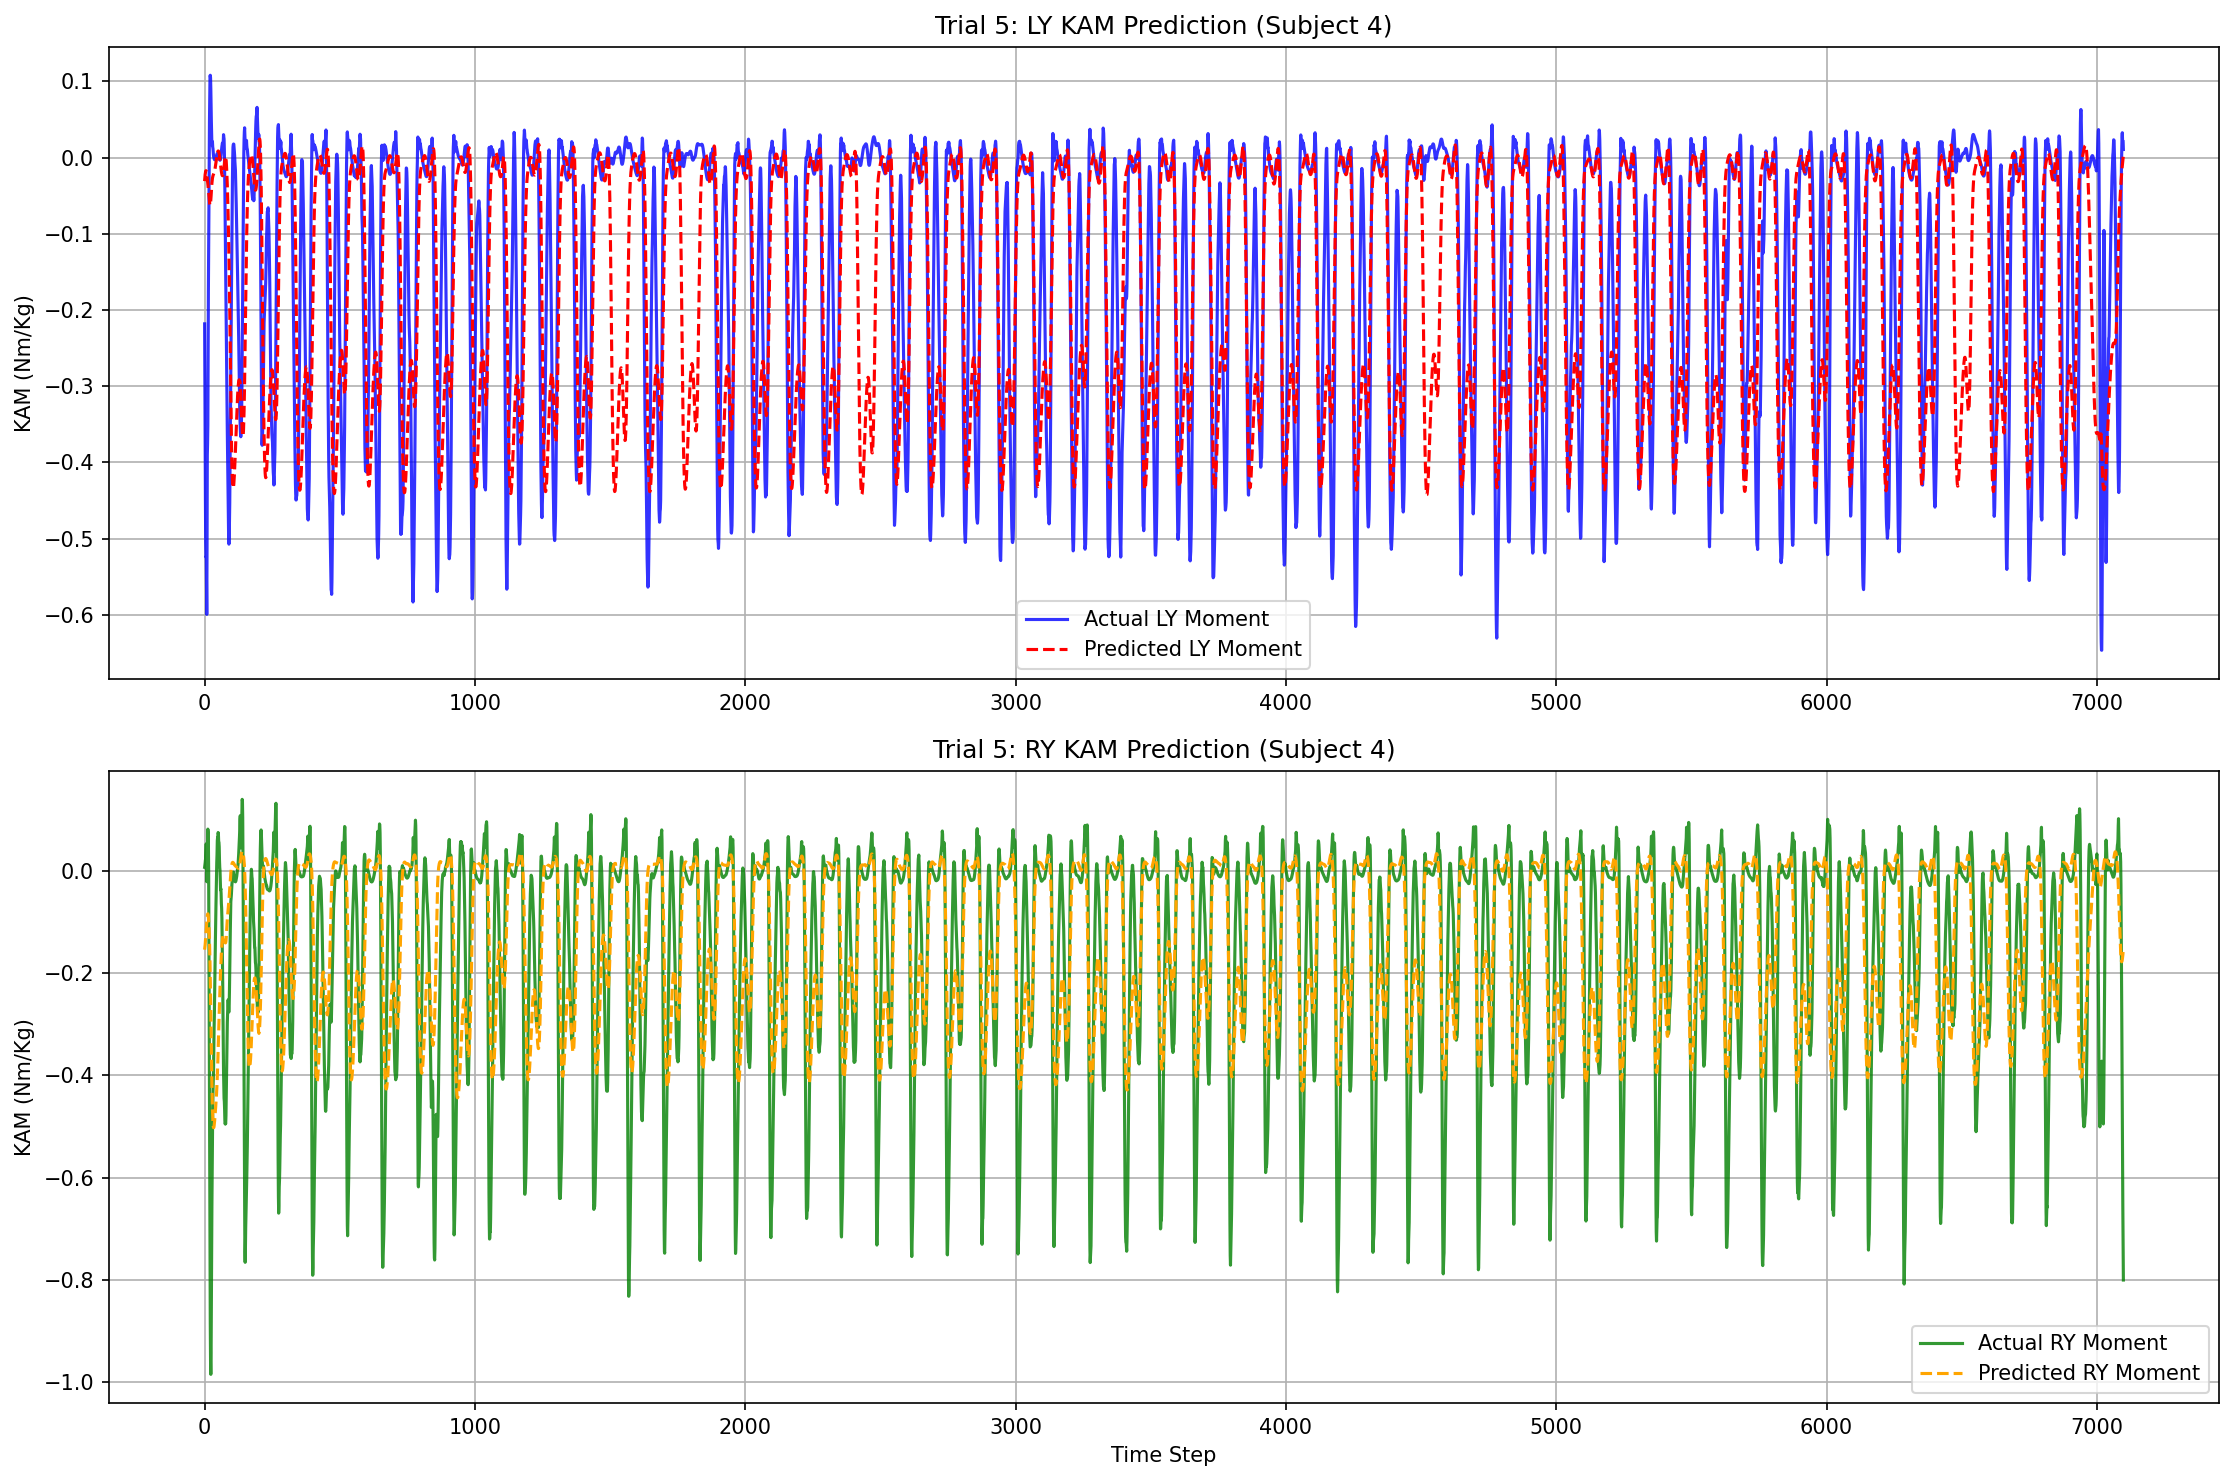 Trial 5: LY KAM Prediction (Subject 4)
KAM (Nm/Kg)
0.1
0.0
−0.1
−0.2
−0.3
−0.4
−0.5
−0.6
Actual LY Moment
Predicted LY Moment
0 1000 2000 3000 4000 5000 6000 7000
Trial 5: RY KAM Prediction (Subject 4)
KAM (Nm/Kg)
0.0
−0.2
−0.4
−0.6
−0.8
−1.0
Actual RY Moment
Predicted RY Moment
0 1000 2000 3000 4000 5000 6000 7000
Time Step